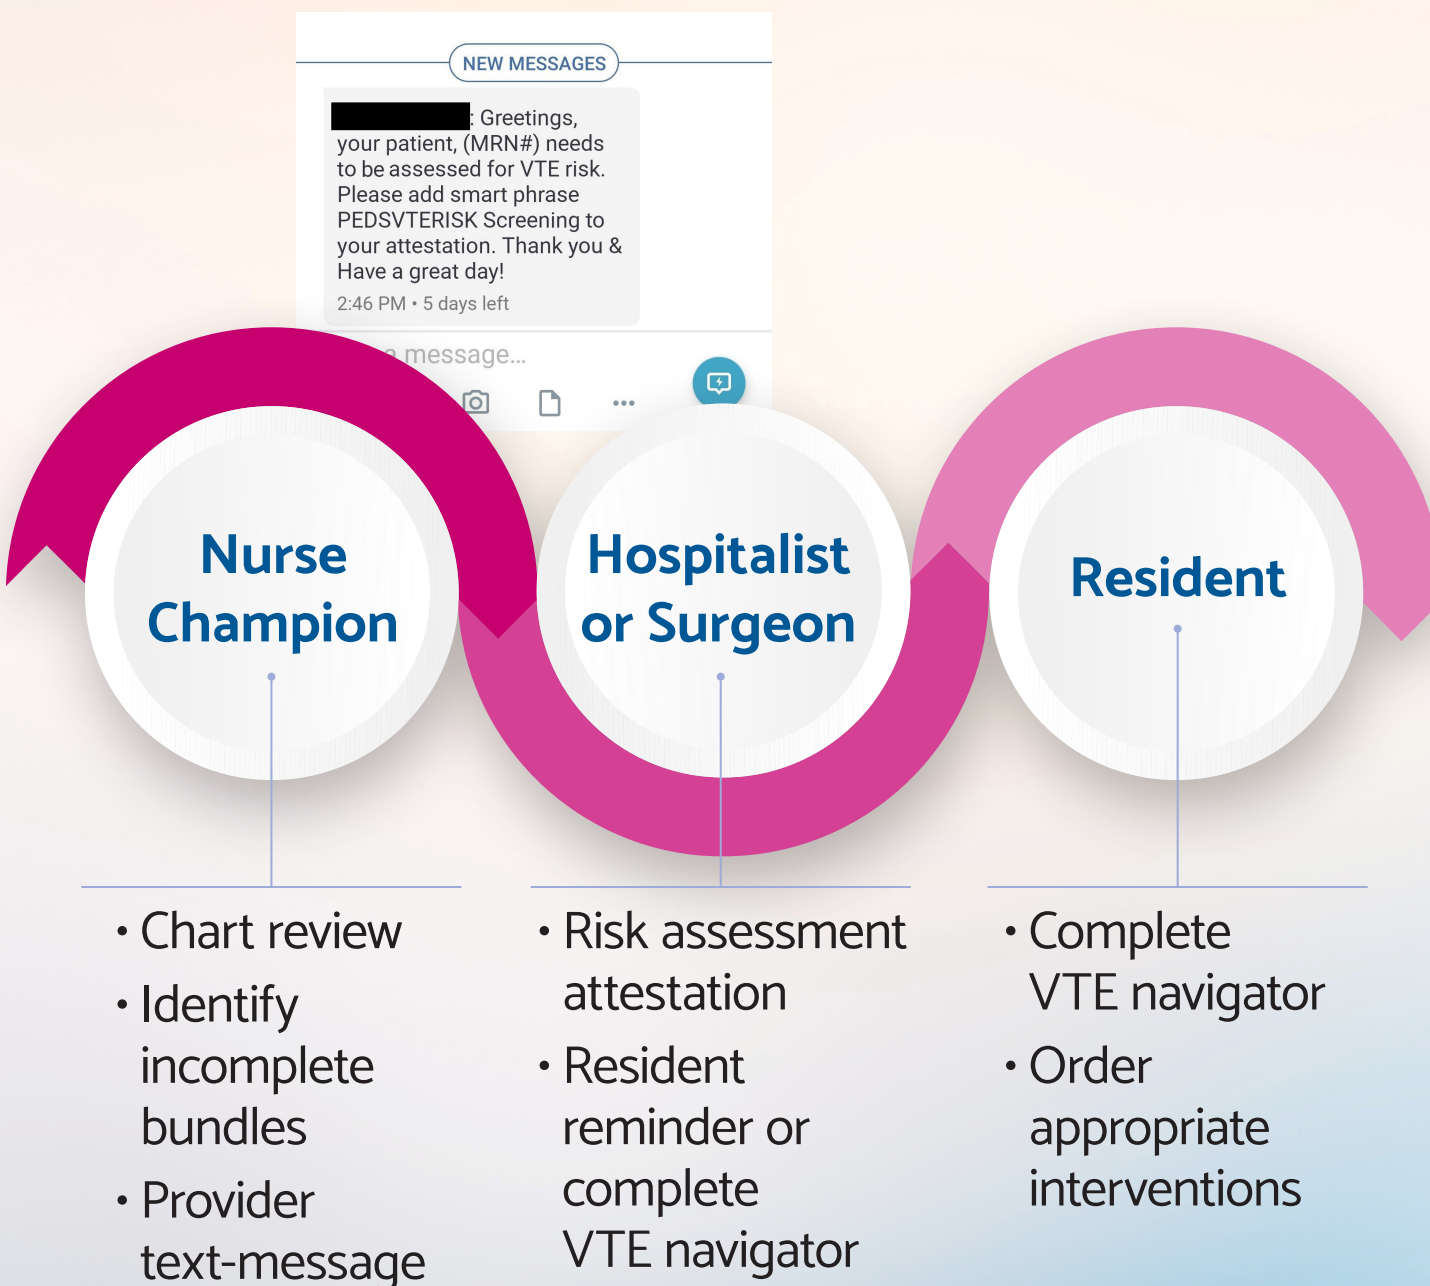 NEW MESSAGES
: Greetings,
your patient, (MRN#) needs
to be assessed for VTE risk.
Please add smart phrase
PEDSVTERISK Screening to
your attestation. Thank you &
Have a great day!
2:46 PM • 5 days left
message...
Nurse
Champion
Hospitalist
or Surgeon
Resident
• Chart review
• Identify
incomplete
bundles
• Provider
text-message
• Risk assessment
attestation
• Resident
reminder or
complete
VTE navigator
• Complete
VTE navigator
• Order
appropriate
interventions